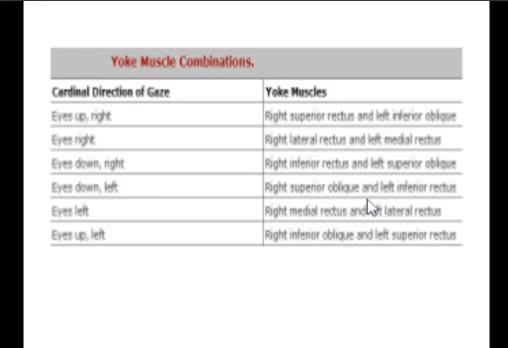 Yoke Muscle Combinations.
Cardinal Direction of Gaze Yoke Muscles
Eyes up, right Right superior rectus and left inferior oblique
Eyes right Right lateral rectus and left medial rectus
Eyes down, right Right inferior rectus and left superior oblique
Eyes down, left Right superior oblique and left inferior rectus
Eyes left Right medial rectus and left lateral rectus
Eyes up, left Right inferior oblique and left superior rectus